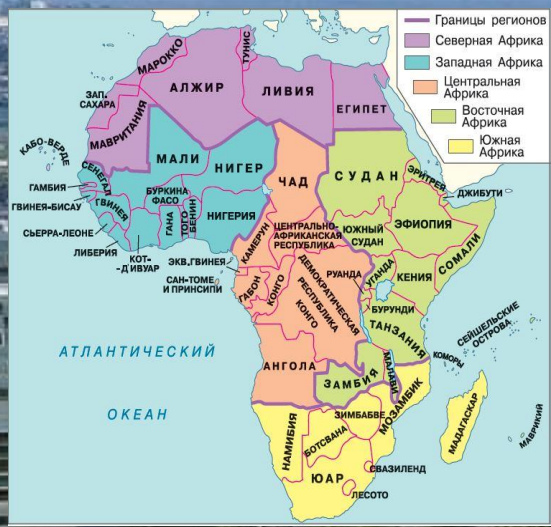 Границы регионов
Северная Африка
Западная Африка
Центральная
Африка
Восточная
Африка
Южная
Африка
МАРОККО
ТУНИС
АЛЖИР
ЛИВИЯ
ЕГИПЕТ
ЗАП.
САХАРА
МАВРИТАНИЯ
КАБО-ВЕРДЕ
МАЛИ
НИГЕР
ЧАД
СУДАН
ЭРИТРЕЯ
ДЖИБУТИ
СЕНЕГАЛ
ГАМБИЯ
ГВИНЕЯ-БИСАУ
ГВИНЕЯ
СЬЕРРА-ЛЕОНЕ
ЛИБЕРИЯ
КОТ-
Д'ИВУАР
БУРКИНА
ФАСО
ГАНА
ТОГО
БЕНИН
НИГЕРИЯ
КАМЕРУН
ЦЕНТРАЛЬНО-
АФРИКАНСКАЯ
РЕСПУБЛИКА
ЮЖНЫЙ
СУДАН
ЭФИОПИЯ
СОМАЛИ
ЭКВ.ГВИНЕЯ
САН-ТОМЕ
И ПРИНСИПИ
ГАБОН
КОНГО
ДЕМОКРАТИЧЕСКАЯ
РЕСПУБЛИКА
КОНГО
РУАНДА
УГАНДА
КЕНИЯ
БУРУНДИ
ТАНЗАНИЯ
СЕЙШЕЛЬСКИЕ
ОСТРОВА
КОМОРЫ
АТЛАНТИЧЕСКИЙ
ОКЕАН
АНГОЛА
ЗАМБИЯ
МАЛАВИ
МОЗАМБИК
ЗИМБАБВЕ
НАМИБИЯ
БОТСВАНА
МАДАГАСКАР
МАВРИКИЙ
ЮАР
СВАЗИЛЕНД
ЛЕСОТО